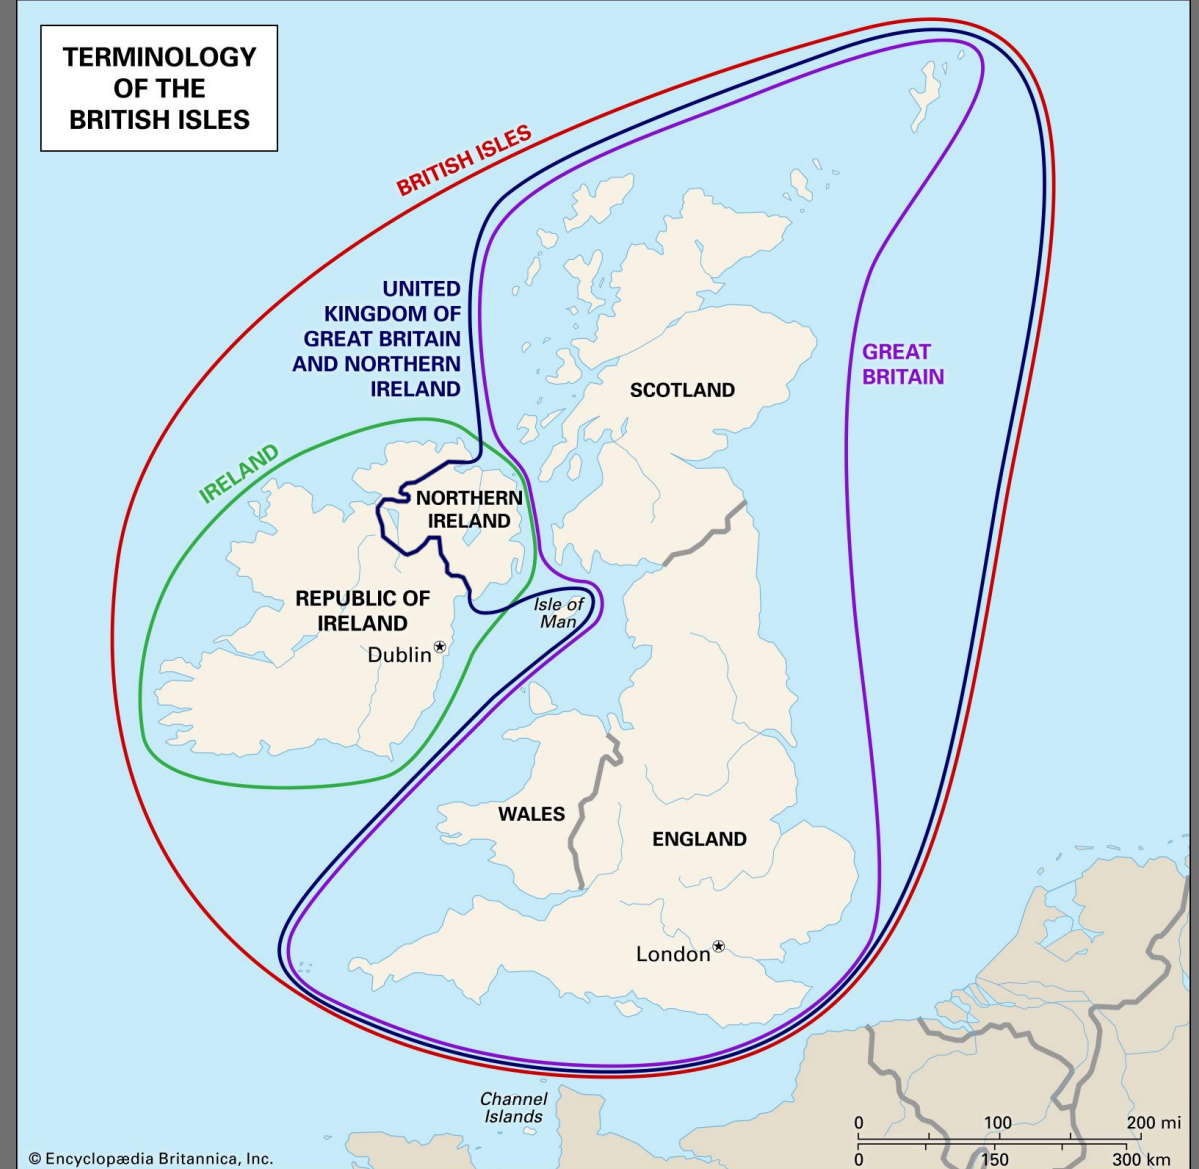 TERMINOLOGY
OF THE
BRITISH ISLES
BRITISH ISLES
UNITED
KINGDOM OF
GREAT BRITAIN
AND NORTHERN
IRELAND
GREAT
BRITAIN
SCOTLAND
IRELAND
NORTHERN
IRELAND
REPUBLIC OF
IRELAND
Isle of
Man
Dublin
WALES
ENGLAND
London
Channel
Islands
0 100 200 mi
0 150 300 km
© Encyclopædia Britannica, Inc.